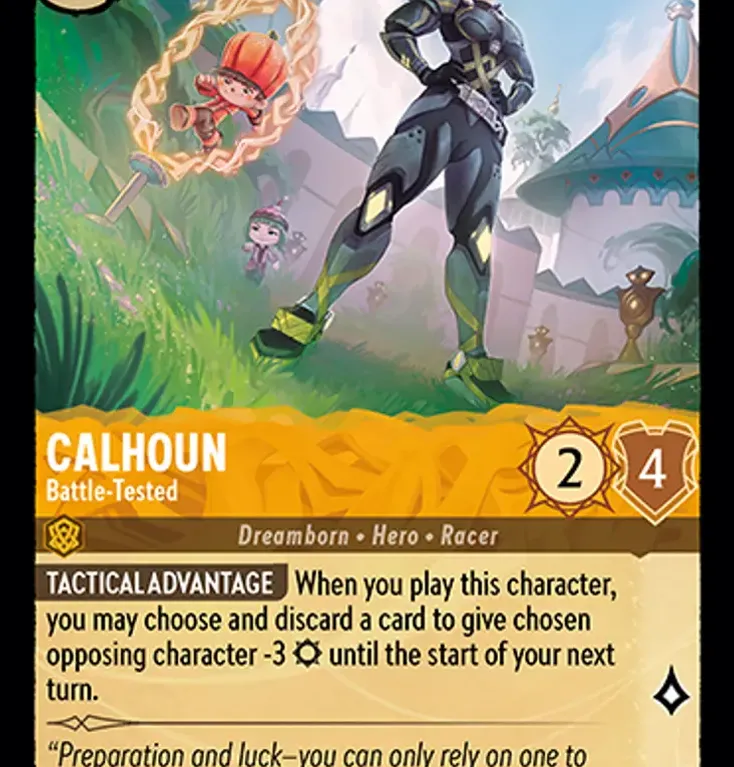 CALHOUN
Battle-Tested
2
4
Dreamborn • Hero • Racer
TACTICAL ADVANTAGE When you play this character,
you may choose and discard a card to give chosen
opposing character -3 until the start of your next
turn.
“Preparation and luck—you can only rely on one to